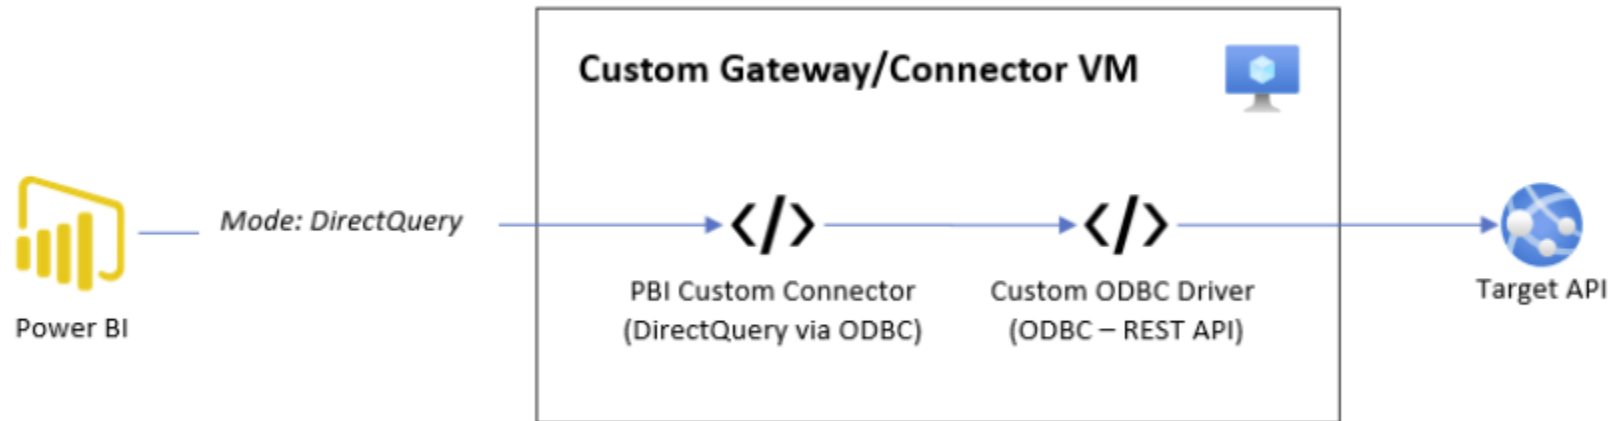 Custom Gateway/Connector VM
Mode: DirectQuery
Power BI
PBI Custom Connector
(DirectQuery via ODBC)
Custom ODBC Driver
(ODBC – REST API)
Target API